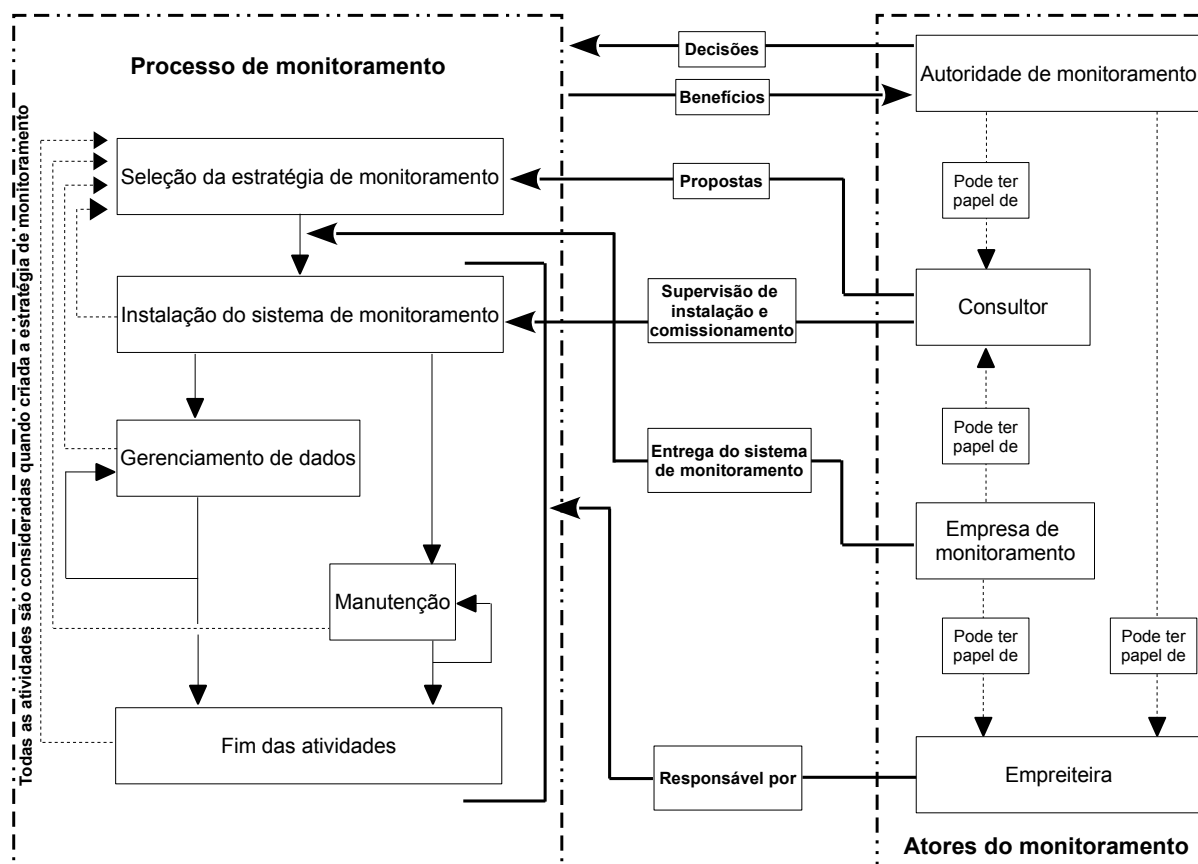 Processo de monitoramento
Todas as atividades são consideradas quando criada a estratégia de monitoramento
Seleção da estratégia de monitoramento
Instalação do sistema de monitoramento
Gerenciamento de dados
Manutenção
Fim das atividades
Decisões
Benefícios
Propostas
Supervisão de
instalação e
comissionamento
Entrega do sistema
de monitoramento
Responsável por
Autoridade de monitoramento
Pode ter
papel de
Consultor
Pode ter
papel de
Empresa de
monitoramento
Pode ter
papel de
Pode ter
papel de
Empreiteira
Atores do monitoramento